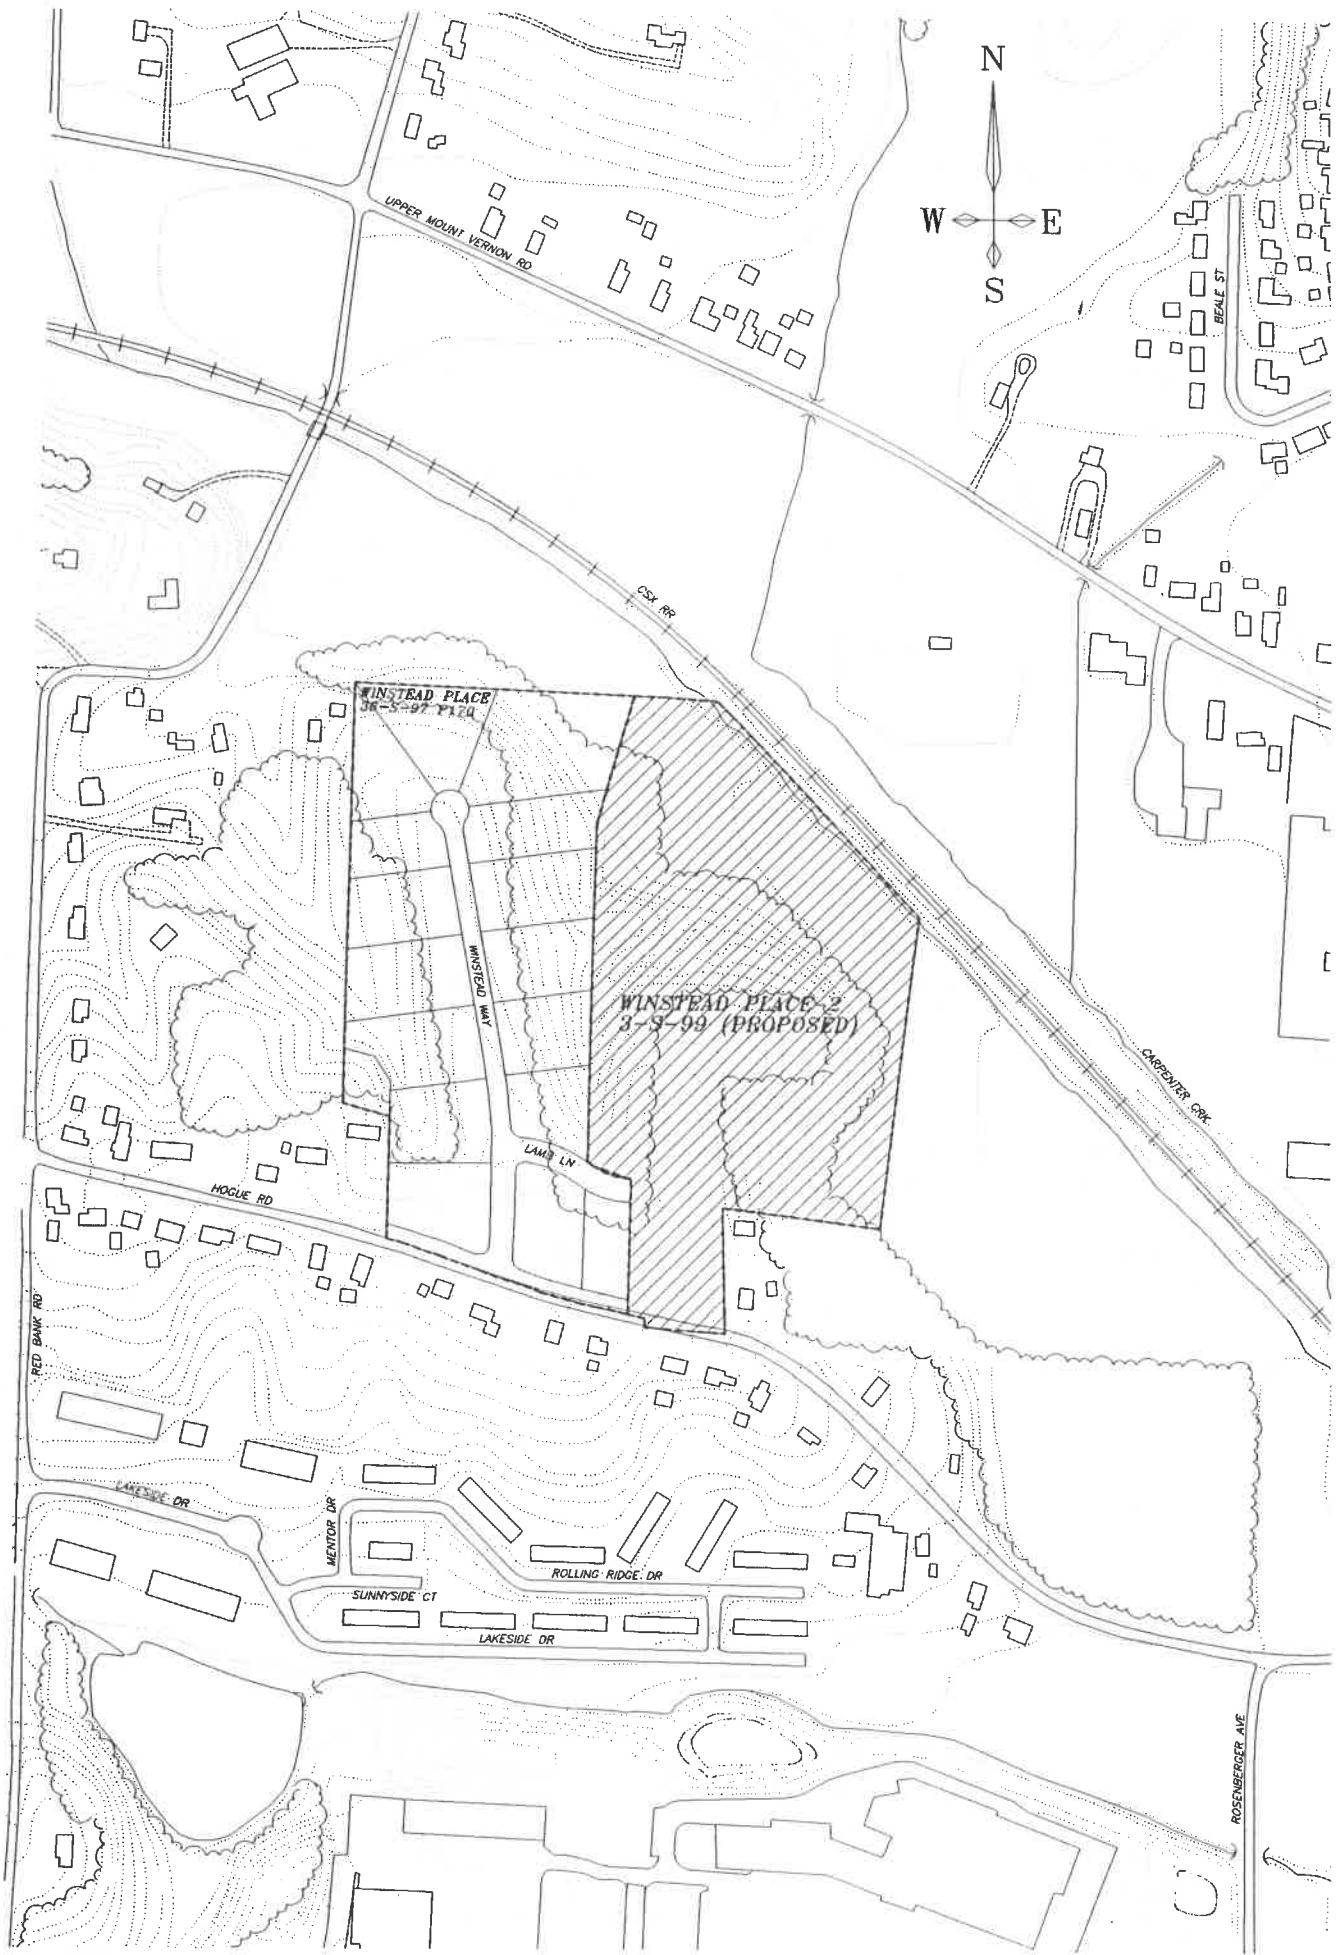 N
W E
S
UPPER MOUNT VERNON RD
BEALE ST
CSX RR
WINSTEAD PLACE
36-S-97 P170
WINSTEAD WAY
WINSTEAD PLACE 2
3-S-99 (PROPOSED)
CARPENTER CRK
LAMB LN
HOGUE RD
RED BANK RD
LAKESIDE DR
MENTOR DR
ROLLING RIDGE DR
SUNNYSIDE CT
LAKESIDE DR
ROSENBERGER AVE